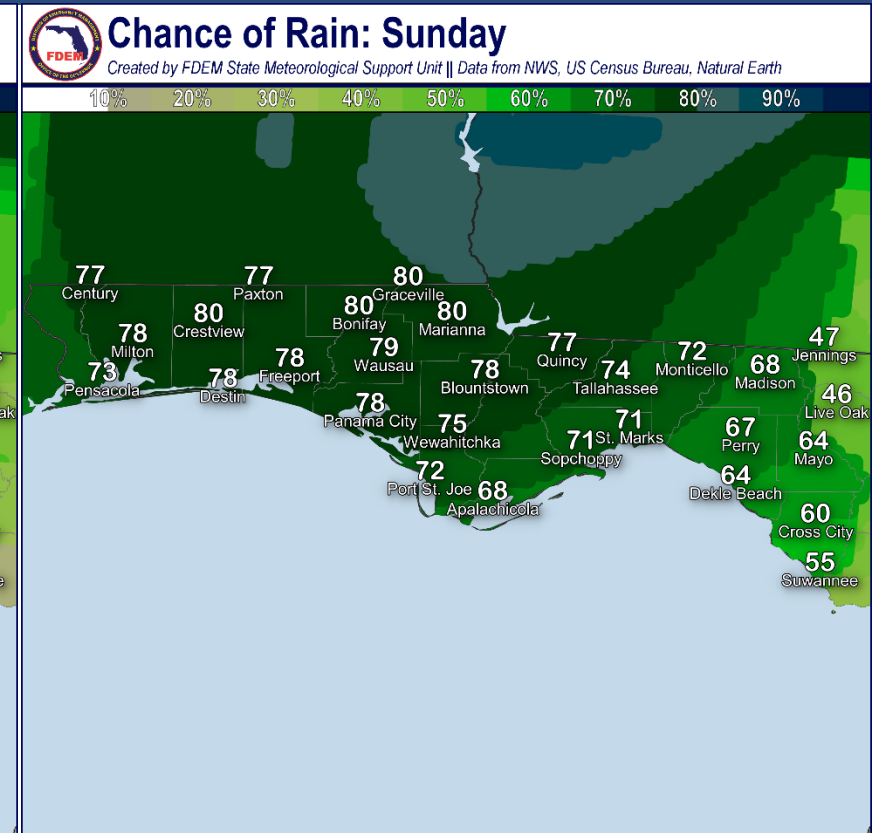 Chance of Rain: Sunday
FDEM
Created by FDEM State Meteorological Support Unit || Data from NWS, US Census Bureau, Natural Earth
10% 20% 30% 40% 50% 60% 70% 80% 90%
77
Century
77
Paxton
80
Graceville
80
Crestview
80
Bonifay
80
Marianna
78
Milton
79
Wausau
77
Quincy
47
Jennings
73
Pensacola
78
Destin
78
Freeport
78
Blountstown
74
Tallahassee
72
Monticello
68
Madison
46
Live Oak
78
Panama City
75
Wewahitchka
71
Sopchoppy
71
St. Marks
67
Perry
64
Mayo
72
Port St. Joe
68
Apalachicola
64
Dekle Beach
60
Cross City
55
Suwannee